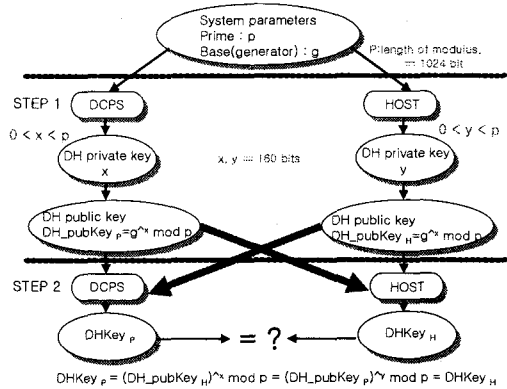 System parameters
Prime : p
Base(generator) : g
P:length of modulus,
= 1024 bit
STEP 1
DCPS
HOST
0 < x < p
0 < y < p
DH private key
x
x, y = 160 bits
DH private key
y
DH public key
DH_pubKey P=g^x mod p
DH public key
DH_pubKey H=g^x mod p
STEP 2
DCPS
HOST
DHKey P
= ?
DHKey H
DHKey P = (DH_pubKey H)^x mod p = (DH_pubKey P)^y mod p = DHKey H